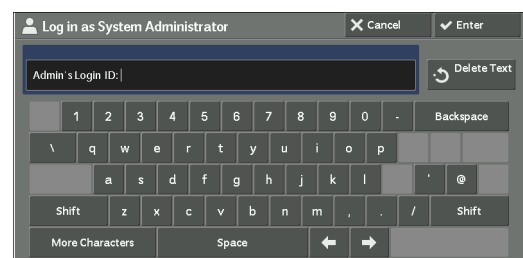 Log in as System Administrator Cancel Enter
Admin's Login ID: Delete Text
1 2 3 4 5 6 7 8 9 0 - Backspace
\ q w e r t y u i o p
a s d f g h j k l ' @
Shift z x c v b n m , . / Shift
More Characters Space